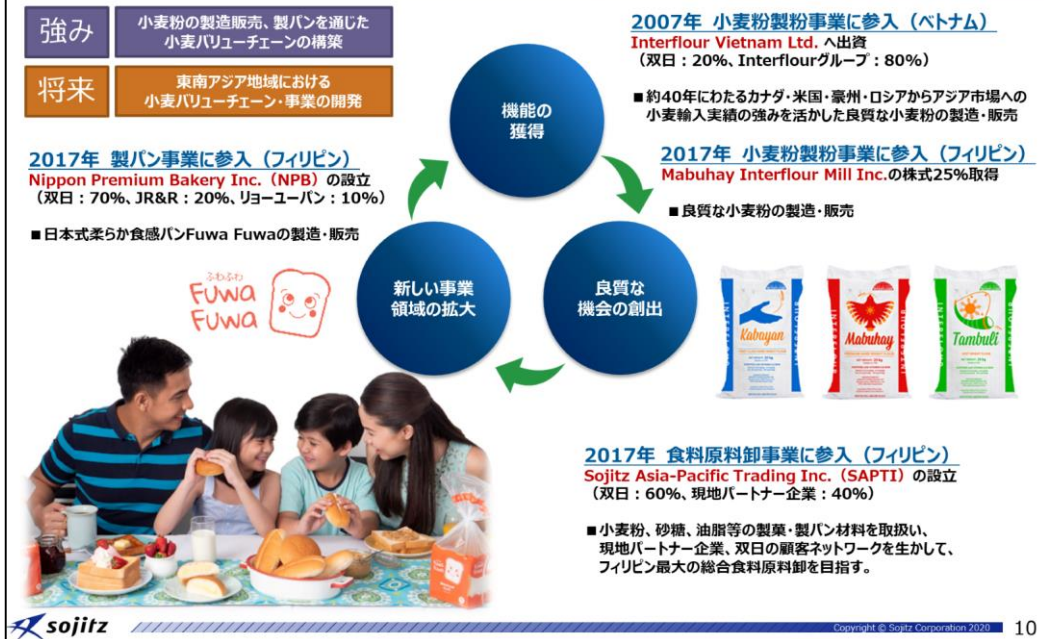 強み
小麦粉の製造販売、製パンを通じた
小麦バリューチェーンの構築
将来
東南アジア地域における
小麦バリューチェーン・事業の開発
2007年 小麦粉製粉事業に参入（ベトナム）
Interflour Vietnam Ltd. へ出資
（双日：20%、Interflourグループ：80%）
■約40年にわたるカナダ・米国・豪州・ロシアからアジア市場への
小麦輸入実績の強みを活かした良質な小麦粉の製造・販売
機能の
獲得
2017年 製パン事業に参入（フィリピン）
Nippon Premium Bakery Inc.（NPB）の設立
（双日：70%、JR&R：20%、リョーユーパン：10%）
■日本式柔らか食感パンFuwa Fuwaの製造・販売
2017年 小麦粉製粉事業に参入（フィリピン）
Mabuhay Interflour Mill Inc.の株式25%取得
■良質な小麦粉の製造・販売
ふわふわ
FUWA
FUWA
新しい事業
領域の拡大
良質な
機会の創出
INTERFLOUR
Kabayan
INTERFLOUR
Mabuhay
INTERFLOUR
Tambuli
2017年 食料原料卸事業に参入（フィリピン）
Sojitz Asia-Pacific Trading Inc.（SAPTI）の設立
（双日：60%、現地パートナー企業：40%）
■小麦粉、砂糖、油脂等の製菓・製パン材料を取扱い、
現地パートナー企業、双日の顧客ネットワークを生かして、
フィリピン最大の総合食料原料卸を目指す。
sojitz
Copyright © Sojitz Corporation 2020
10